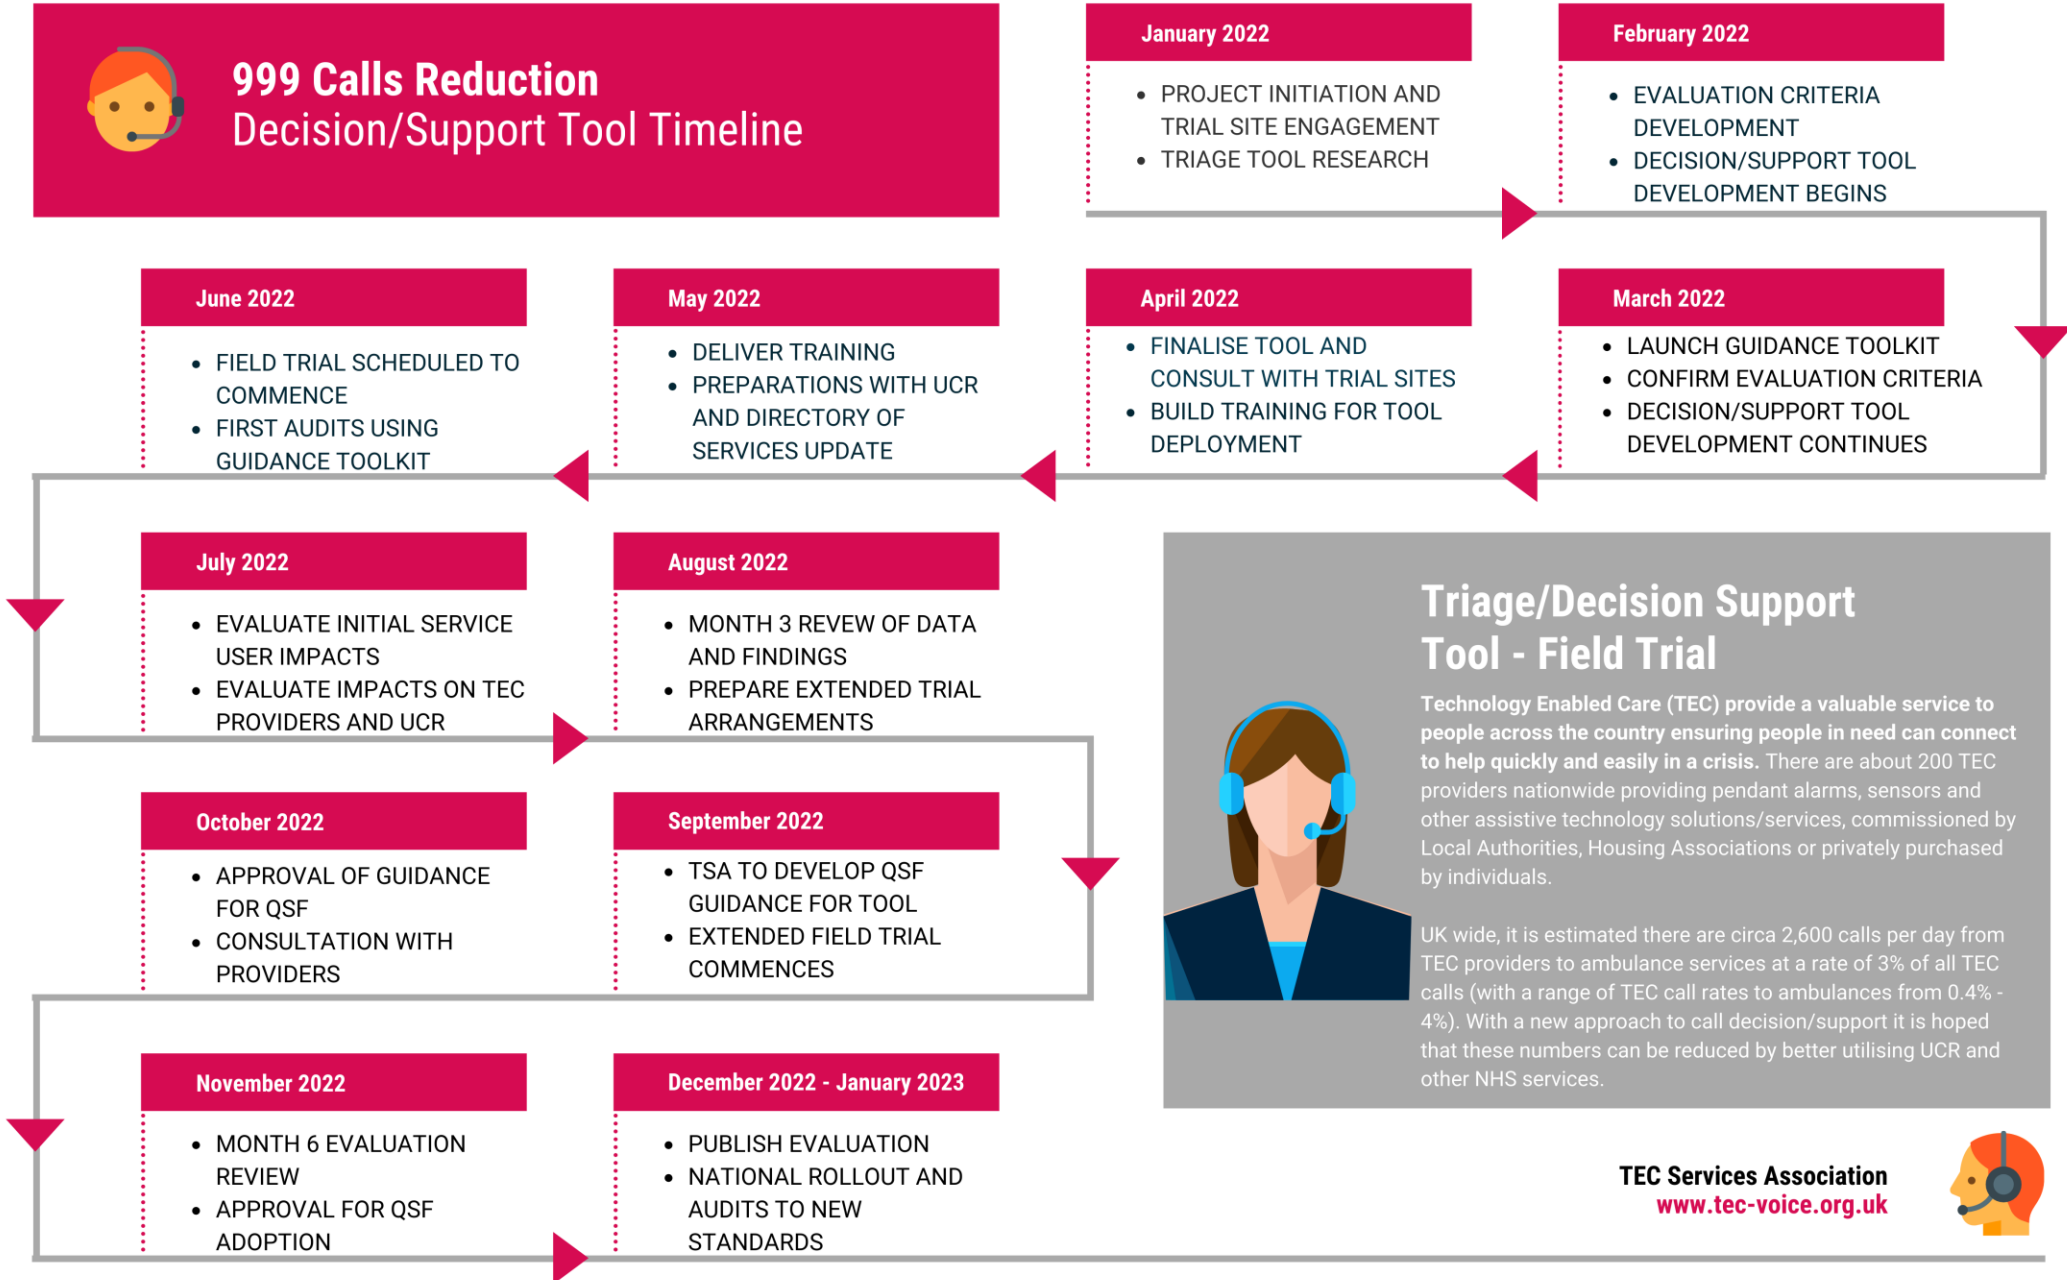 999 Calls Reduction
Decision/Support Tool Timeline
January 2022
• PROJECT INITIATION AND
TRIAL SITE ENGAGEMENT
• TRIAGE TOOL RESEARCH
February 2022
• EVALUATION CRITERIA
DEVELOPMENT
• DECISION/SUPPORT TOOL
DEVELOPMENT BEGINS
March 2022
• LAUNCH GUIDANCE TOOLKIT
• CONFIRM EVALUATION CRITERIA
• DECISION/SUPPORT TOOL
DEVELOPMENT CONTINUES
April 2022
• FINALISE TOOL AND
CONSULT WITH TRIAL SITES
• BUILD TRAINING FOR TOOL
DEPLOYMENT
May 2022
• DELIVER TRAINING
• PREPARATIONS WITH UCR
AND DIRECTORY OF
SERVICES UPDATE
June 2022
• FIELD TRIAL SCHEDULED TO
COMMENCE
• FIRST AUDITS USING
GUIDANCE TOOLKIT
July 2022
• EVALUATE INITIAL SERVICE
USER IMPACTS
• EVALUATE IMPACTS ON TEC
PROVIDERS AND UCR
August 2022
• MONTH 3 REVEW OF DATA
AND FINDINGS
• PREPARE EXTENDED TRIAL
ARRANGEMENTS
September 2022
• TSA TO DEVELOP QSF
GUIDANCE FOR TOOL
• EXTENDED FIELD TRIAL
COMMENCES
October 2022
• APPROVAL OF GUIDANCE
FOR QSF
• CONSULTATION WITH
PROVIDERS
November 2022
• MONTH 6 EVALUATION
REVIEW
• APPROVAL FOR QSF
ADOPTION
December 2022 - January 2023
• PUBLISH EVALUATION
• NATIONAL ROLLOUT AND
AUDITS TO NEW
STANDARDS
Triage/Decision Support
Tool - Field Trial
Technology Enabled Care (TEC) provide a valuable service to
people across the country ensuring people in need can connect
to help quickly and easily in a crisis. There are about 200 TEC
providers nationwide providing pendant alarms, sensors and
other assistive technology solutions/services, commissioned by
Local Authorities, Housing Associations or privately purchased
by individuals.
UK wide, it is estimated there are circa 2,600 calls per day from
TEC providers to ambulance services at a rate of 3% of all TEC
calls (with a range of TEC call rates to ambulances from 0.4% -
4%). With a new approach to call decision/support it is hoped
that these numbers can be reduced by better utilising UCR and
other NHS services.
TEC Services Association
www.tec-voice.org.uk